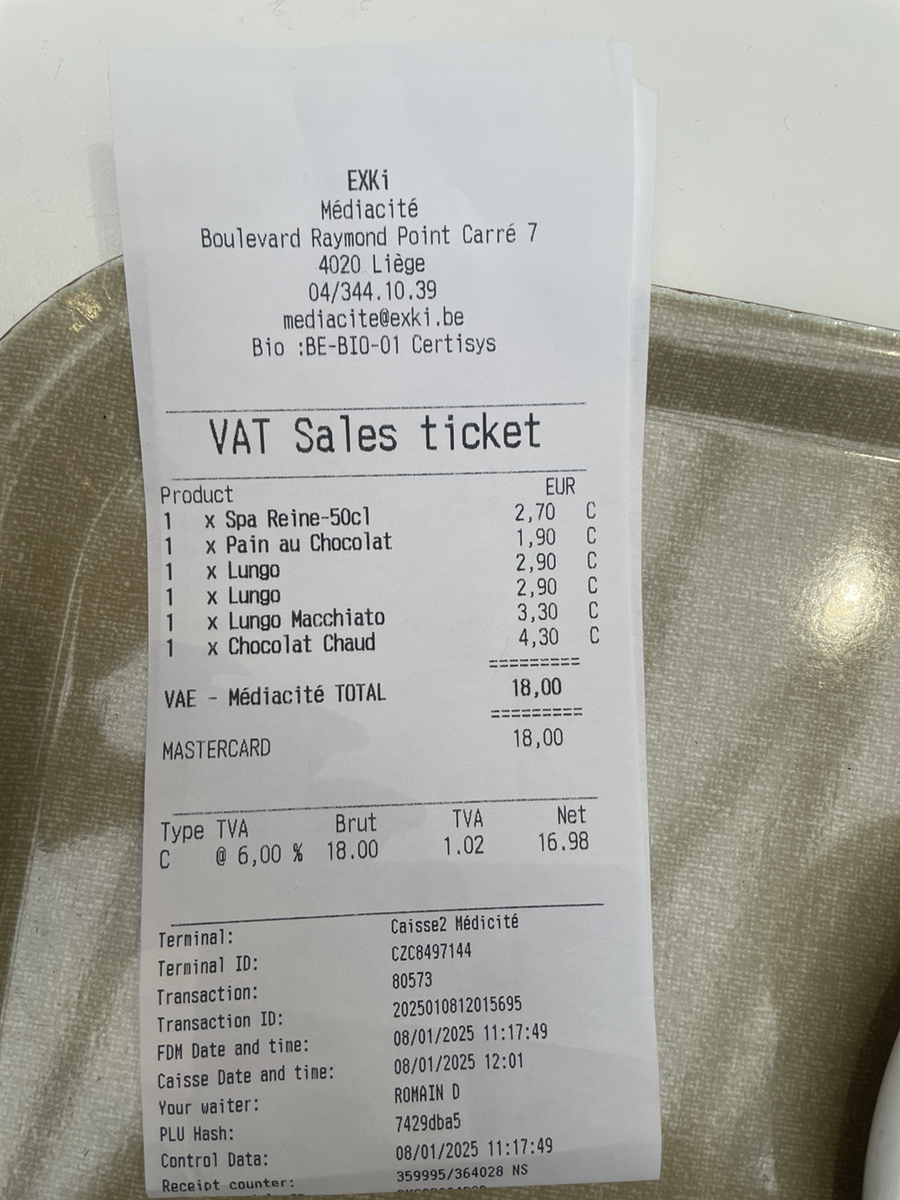 EXKi
Médiacité
Boulevard Raymond Point Carré 7
4020 Liège
04/344.10.39
mediacite@exki.be
Bio :BE-BIO-01 Certisys
VAT Sales ticket
Product EUR
1 x Spa Reine-50cl 2,70 C
1 x Pain au Chocolat 1,90 C
1 x Lungo 2,90 C
1 x Lungo 2,90 C
1 x Lungo Macchiato 3,30 C
1 x Chocolat Chaud 4,30 C
=========
VAE - Médiacité TOTAL 18,00
=========
MASTERCARD 18,00
Type TVA Brut TVA Net
C @ 6,00 % 18.00 1.02 16.98
Terminal: Caisse2 Médicité
Terminal ID: CZC8497144
Transaction: 80573
Transaction ID: 2025010812015695
FDM Date and time: 08/01/2025 11:17:49
Caisse Date and time: 08/01/2025 12:01
Your waiter: ROMAIN D
PLU Hash: 7429dba5
Control Data: 08/01/2025 11:17:49
Receipt counter: 359995/364028 NS